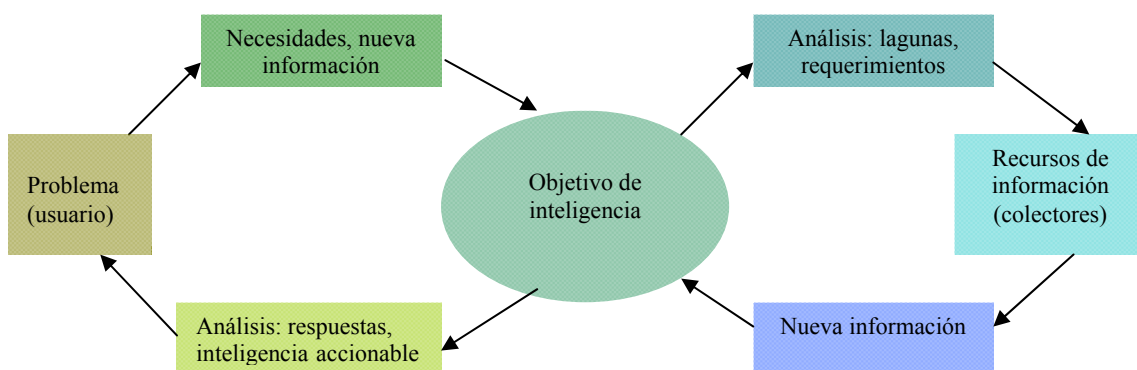 Necesidades, nueva
información
Análisis: lagunas,
requerimientos
Problema
(usuario)
Objetivo de
inteligencia
Recursos de
información
(colectores)
Análisis: respuestas,
inteligencia accionable
Nueva información